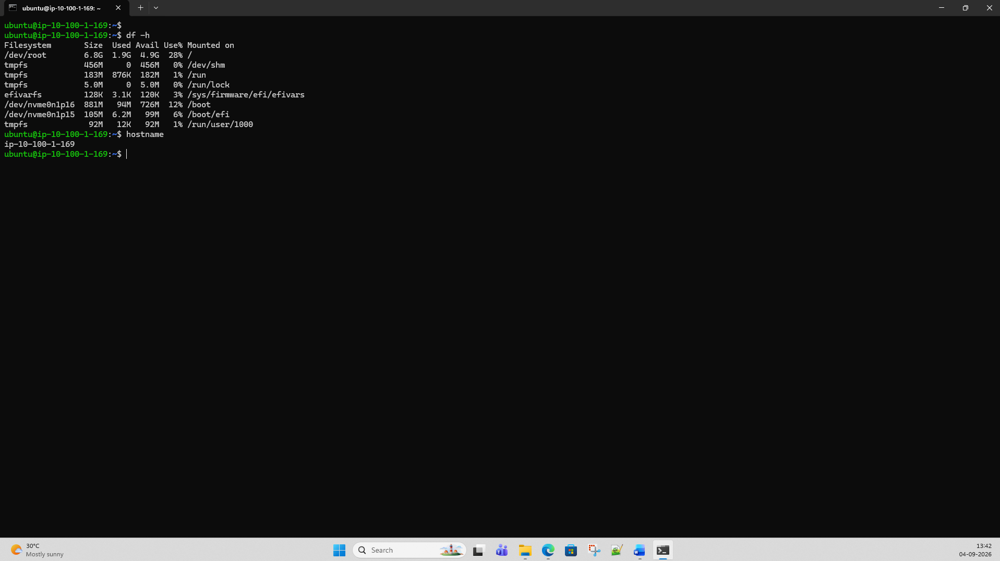 ubuntu@ip-10-100-1-169: ~
ubuntu@ip-10-100-1-169:~$
ubuntu@ip-10-100-1-169:~$ df -h
Filesystem       Size  Used Avail Use% Mounted on
/dev/root        6.8G  1.9G  4.9G  28% /
tmpfs            456M     0  456M   0% /dev/shm
tmpfs            183M  876K  182M   1% /run
tmpfs            5.0M     0  5.0M   0% /run/lock
efivarfs         128K  3.1K  120K   3% /sys/firmware/efi/efivars
/dev/nvme0n1p16  881M   94M  726M  12% /boot
/dev/nvme0n1p15  105M  6.2M   99M   6% /boot/efi
tmpfs             92M   12K   92M   1% /run/user/1000
ubuntu@ip-10-100-1-169:~$ hostname
ip-10-100-1-169
ubuntu@ip-10-100-1-169:~$
30°C
Mostly sunny
Search
13:42
04-09-2026